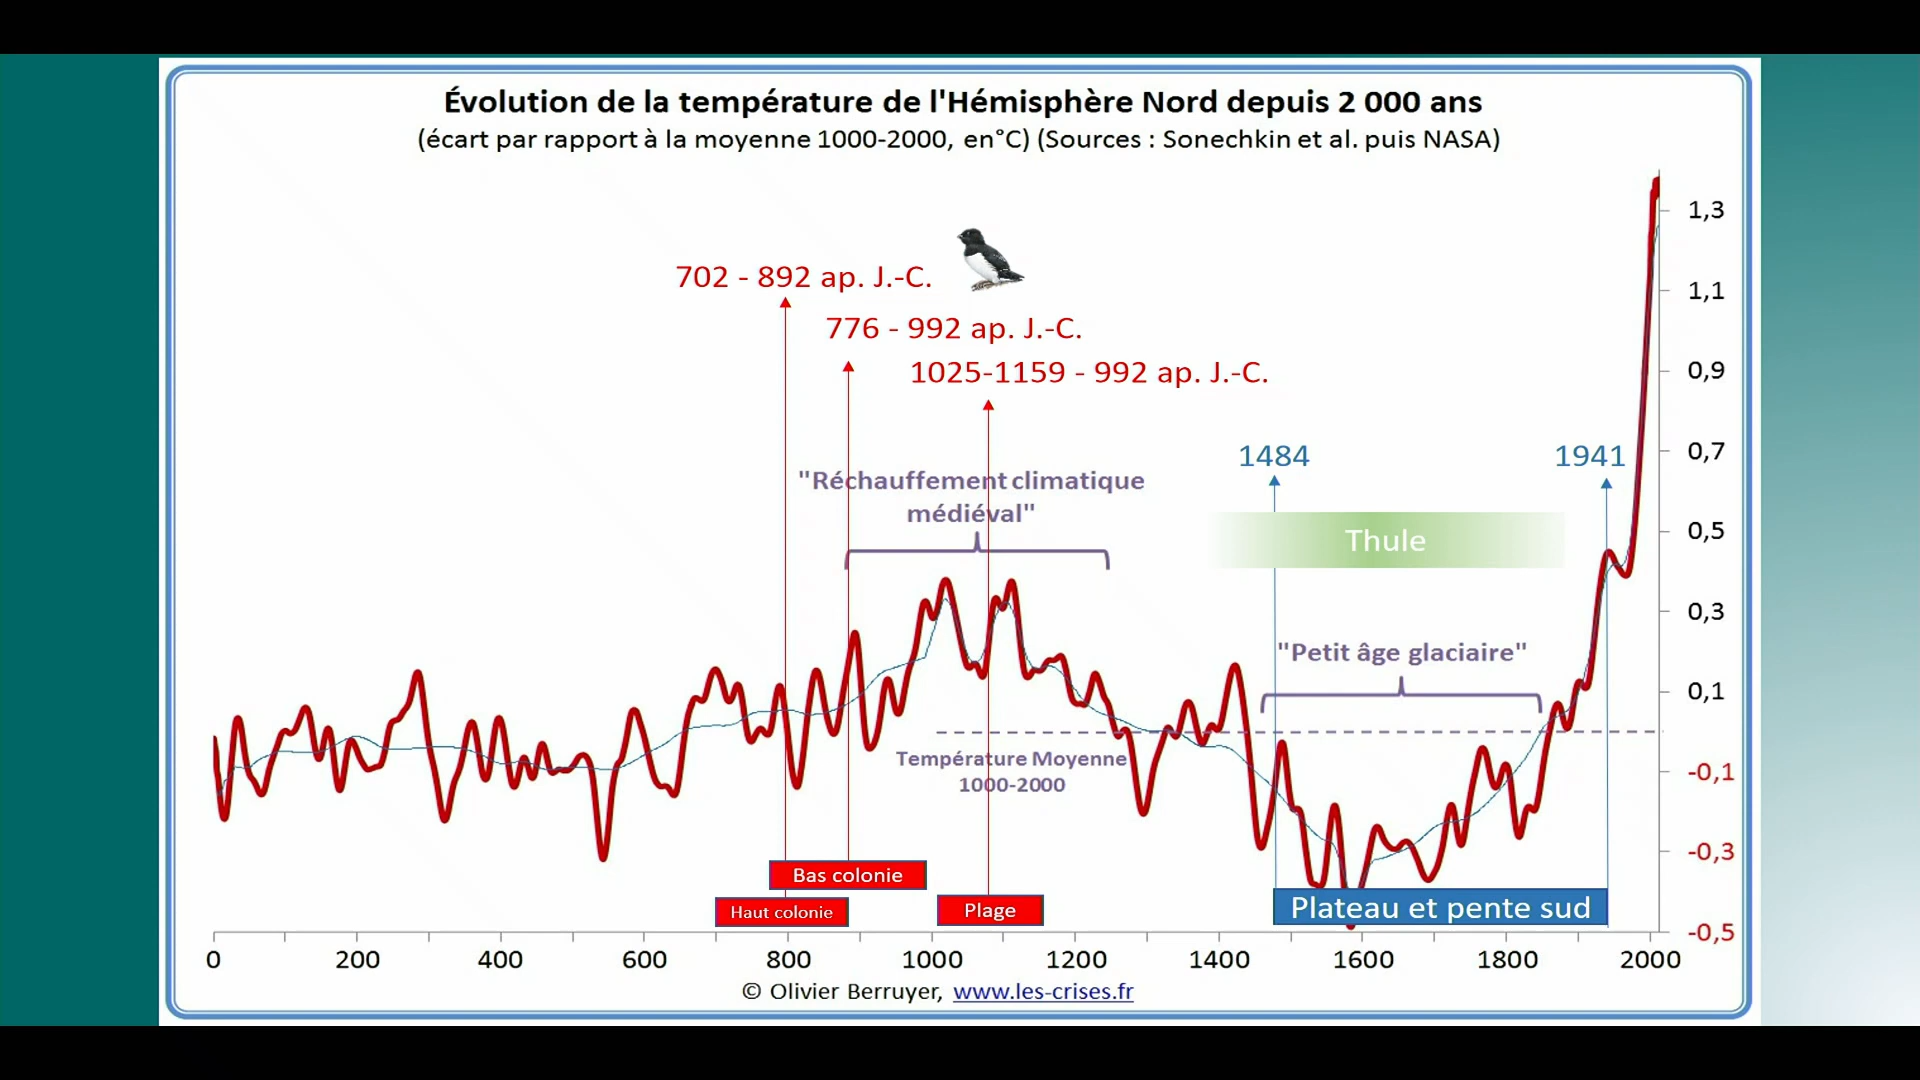 Évolution de la température de l'Hémisphère Nord depuis 2 000 ans
(écart par rapport à la moyenne 1000-2000, en°C) (Sources : Sonechkin et al. puis NASA)
702 - 892 ap. J.-C.
776 - 992 ap. J.-C.
1025-1159 - 992 ap. J.-C.
1484
1941
"Réchauffement climatique
médiéval"
Thule
"Petit âge glaciaire"
Température Moyenne
1000-2000
Bas colonie
Haut colonie
Plage
Plateau et pente sud
1,3
1,1
0,9
0,7
0,5
0,3
0,1
-0,1
-0,3
-0,5
0 200 400 600 800 1000 1200 1400 1600 1800 2000
© Olivier Berruyer, www.les-crises.fr